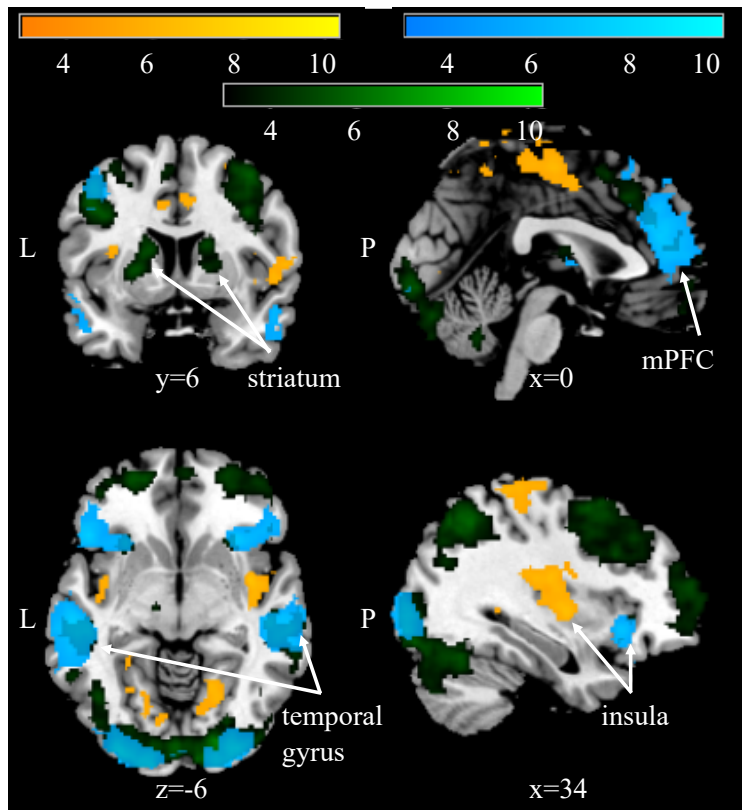 4 6 8 10 4 6 8 10
4 6 8 10
L P
mPFC
y=6 striatum x=0
L P
temporal insula
gyrus
z=-6 x=34